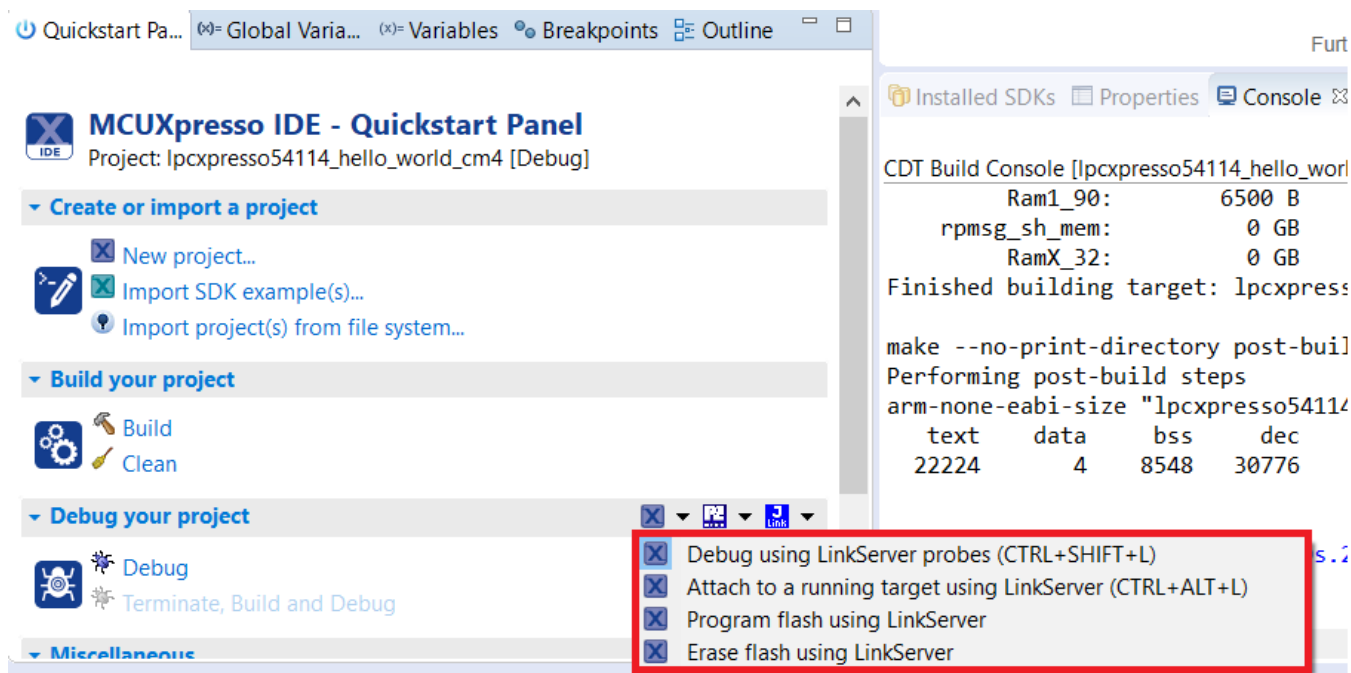 Quickstart Pa... (x)= Global Varia... (x)= Variables Breakpoints Outline
MCUXpresso IDE - Quickstart Panel
IDE
Project: lpcxpresso54114_hello_world_cm4 [Debug]
Create or import a project
New project...
Import SDK example(s)...
Import project(s) from file system...
Build your project
Build
Clean
Debug your project
Debug
Terminate, Build and Debug
Miscellaneous
Debug using LinkServer probes (CTRL+SHIFT+L)
Attach to a running target using LinkServer (CTRL+ALT+L)
Program flash using LinkServer
Erase flash using LinkServer
Installed SDKs Properties Console
CDT Build Console [lpcxpresso54114_hello_worl
Ram1_90: 6500 B
rpmsg_sh_mem: 0 GB
RamX_32: 0 GB
Finished building target: lpcxpress
make --no-print-directory post-buil
Performing post-build steps
arm-none-eabi-size "lpcxpresso54114
text data bss dec
22224 4 8548 30776
s.2